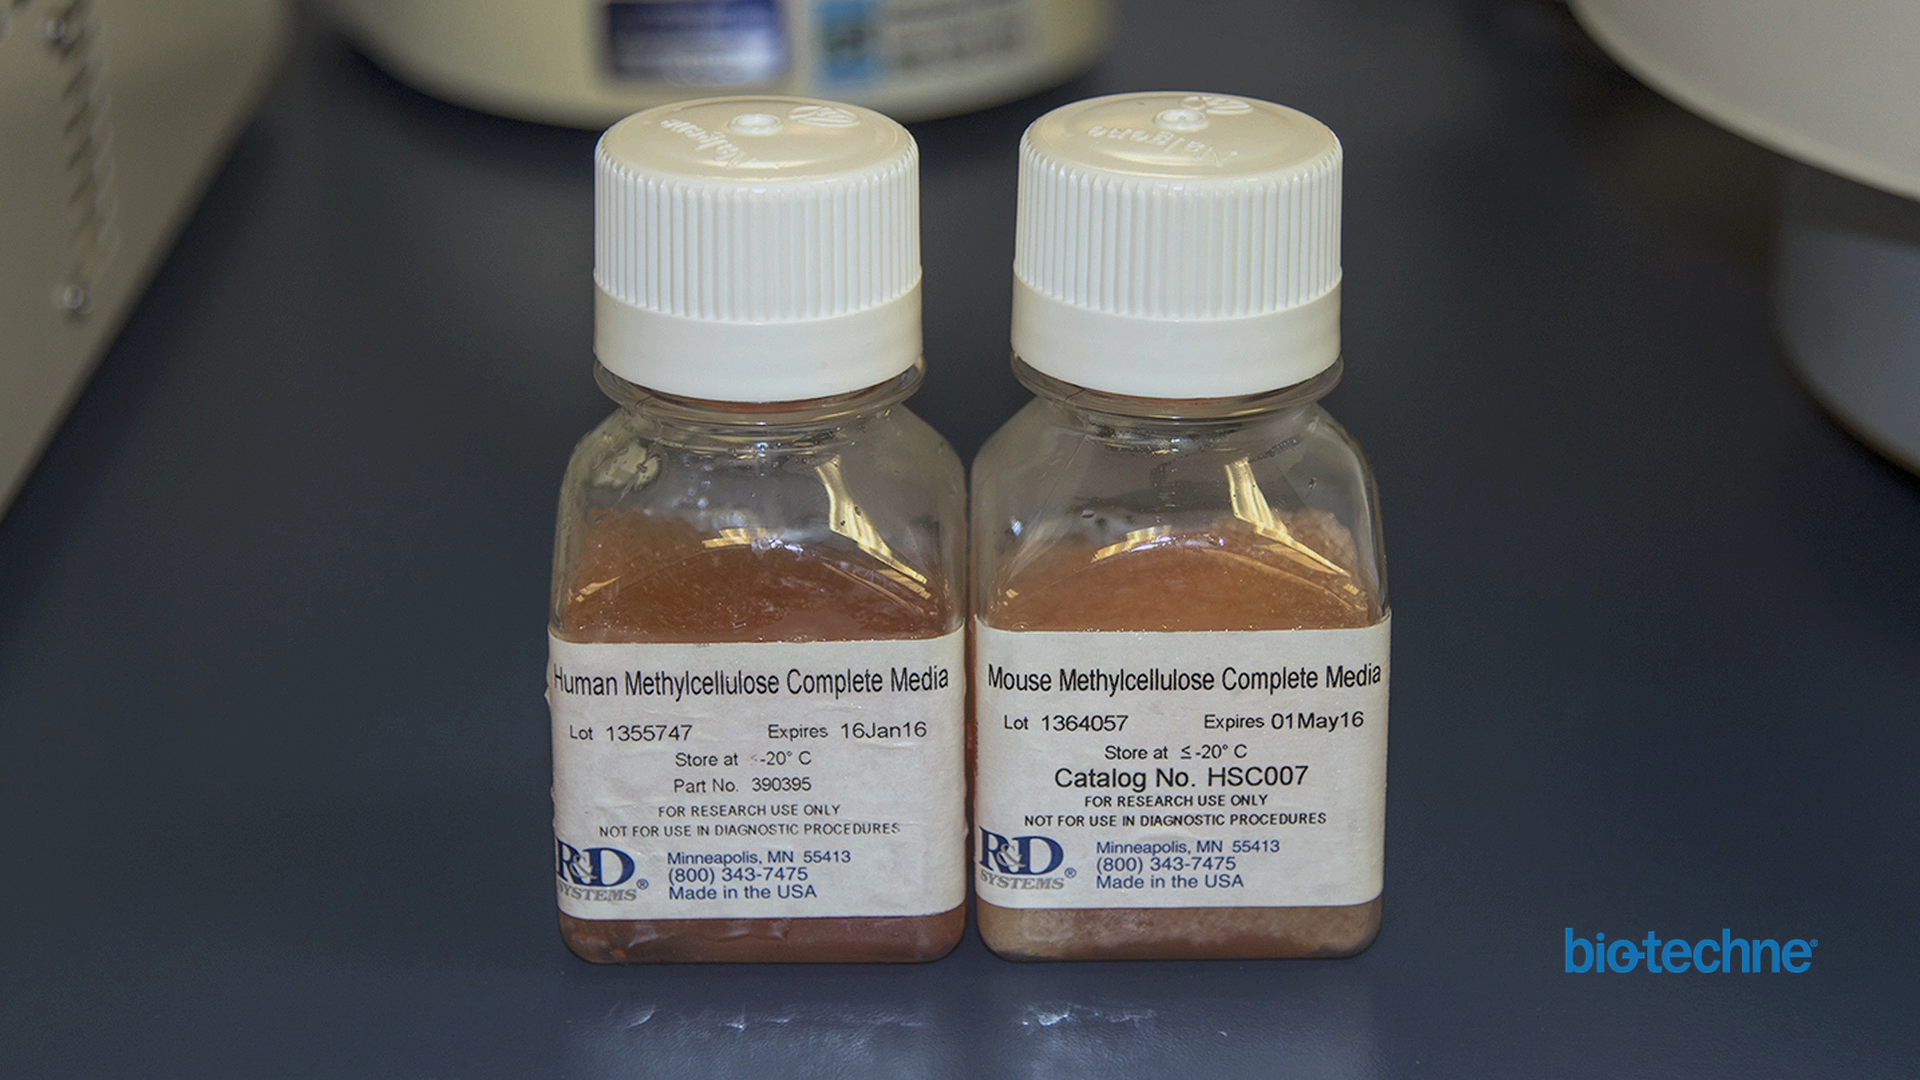 Nalgene
Nalgene
Human Methylcellulose Complete Media
Lot 1355747 Expires 16Jan16
Store at ≤-20° C
Part No. 390395
FOR RESEARCH USE ONLY
NOT FOR USE IN DIAGNOSTIC PROCEDURES
R&D
SYSTEMS®
Minneapolis, MN 55413
(800) 343-7475
Made in the USA
Mouse Methylcellulose Complete Media
Lot 1364057 Expires 01May16
Store at ≤ -20° C
Catalog No. HSC007
FOR RESEARCH USE ONLY
NOT FOR USE IN DIAGNOSTIC PROCEDURES
R&D
SYSTEMS®
Minneapolis, MN 55413
(800) 343-7475
Made in the USA
bio-techne®